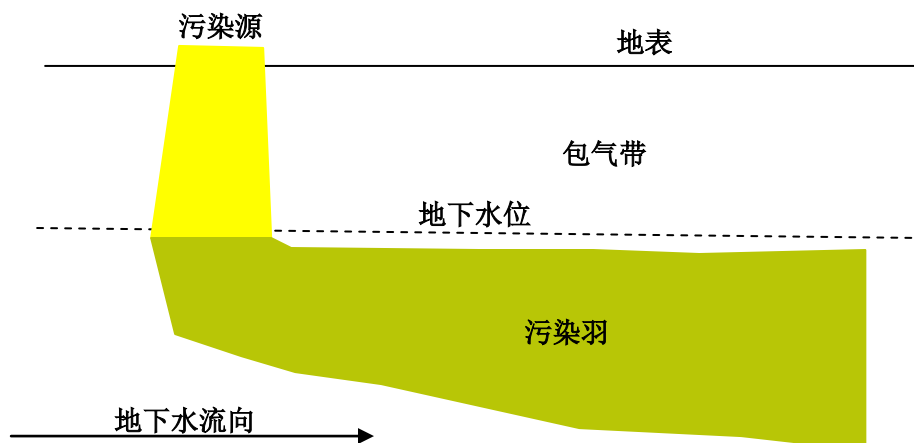 污染源
地表
包气带
地下水位
污染羽
地下水流向